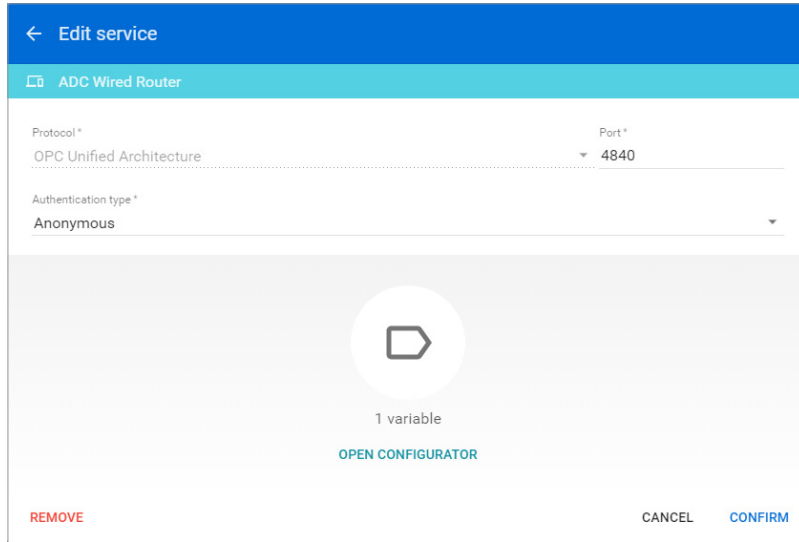 Edit service
ADC Wired Router
Protocol *
Port *
OPC Unified Architecture
4840
Authentication type *
Anonymous
1 variable
OPEN CONFIGURATOR
REMOVE
CANCEL
CONFIRM